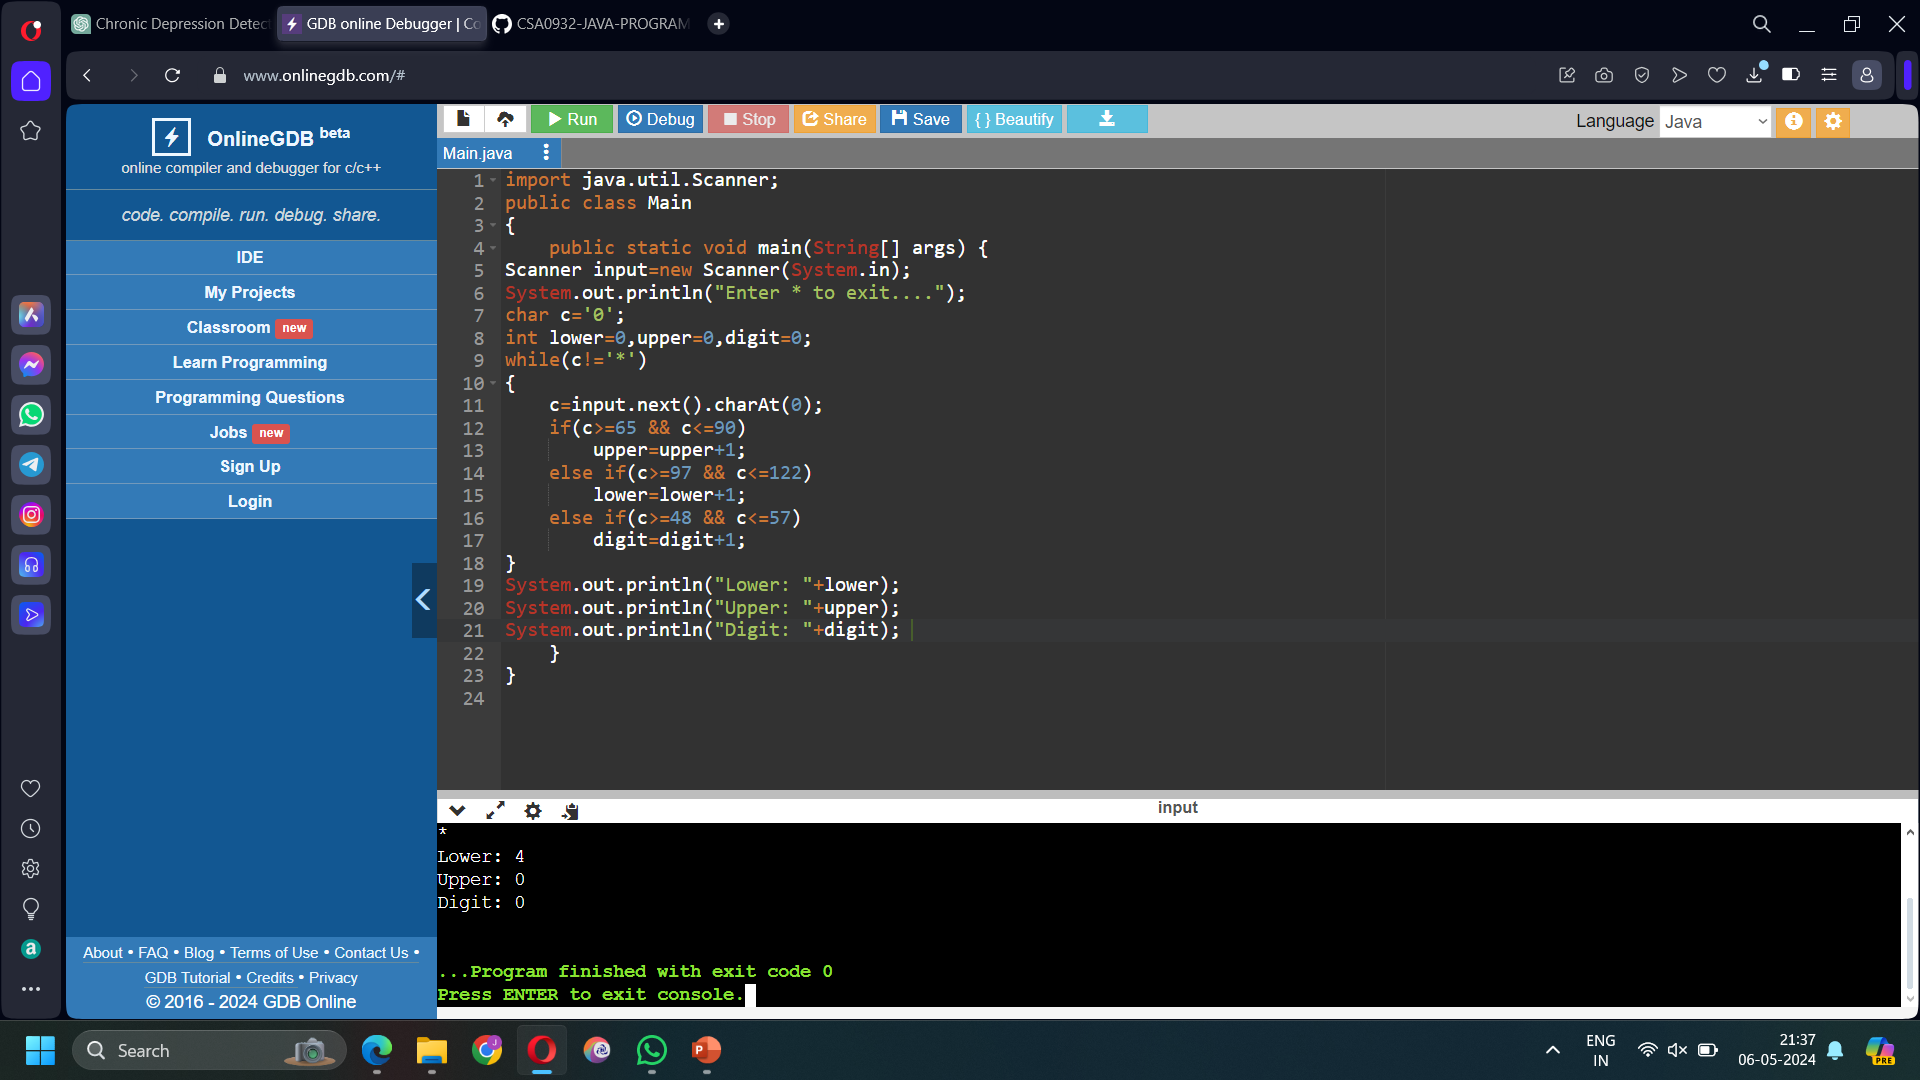 Chronic Depression Detec
GDB online Debugger | Co
CSA0932-JAVA-PROGRAM
www.onlinegdb.com/#
OnlineGDB beta
online compiler and debugger for c/c++
code. compile. run. debug. share.
IDE
My Projects
Classroom new
Learn Programming
Programming Questions
Jobs new
Sign Up
Login
About • FAQ • Blog • Terms of Use • Contact Us •
GDB Tutorial • Credits • Privacy
© 2016 - 2024 GDB Online
Run Debug Stop Share Save { } Beautify
Language Java
Main.java
1 import java.util.Scanner;
2 public class Main
3 {
4     public static void main(String[] args) {
5 Scanner input=new Scanner(System.in);
6 System.out.println("Enter * to exit....");
7 char c='0';
8 int lower=0,upper=0,digit=0;
9 while(c!='*')
10 {
11     c=input.next().charAt(0);
12     if(c>=65 && c<=90)
13         upper=upper+1;
14     else if(c>=97 && c<=122)
15         lower=lower+1;
16     else if(c>=48 && c<=57)
17         digit=digit+1;
18 }
19 System.out.println("Lower: "+lower);
20 System.out.println("Upper: "+upper);
21 System.out.println("Digit: "+digit);
22     }
23 }
24
input
*
Lower: 4
Upper: 0
Digit: 0
...Program finished with exit code 0
Press ENTER to exit console.
Search
ENG
IN
21:37
06-05-2024
PRE